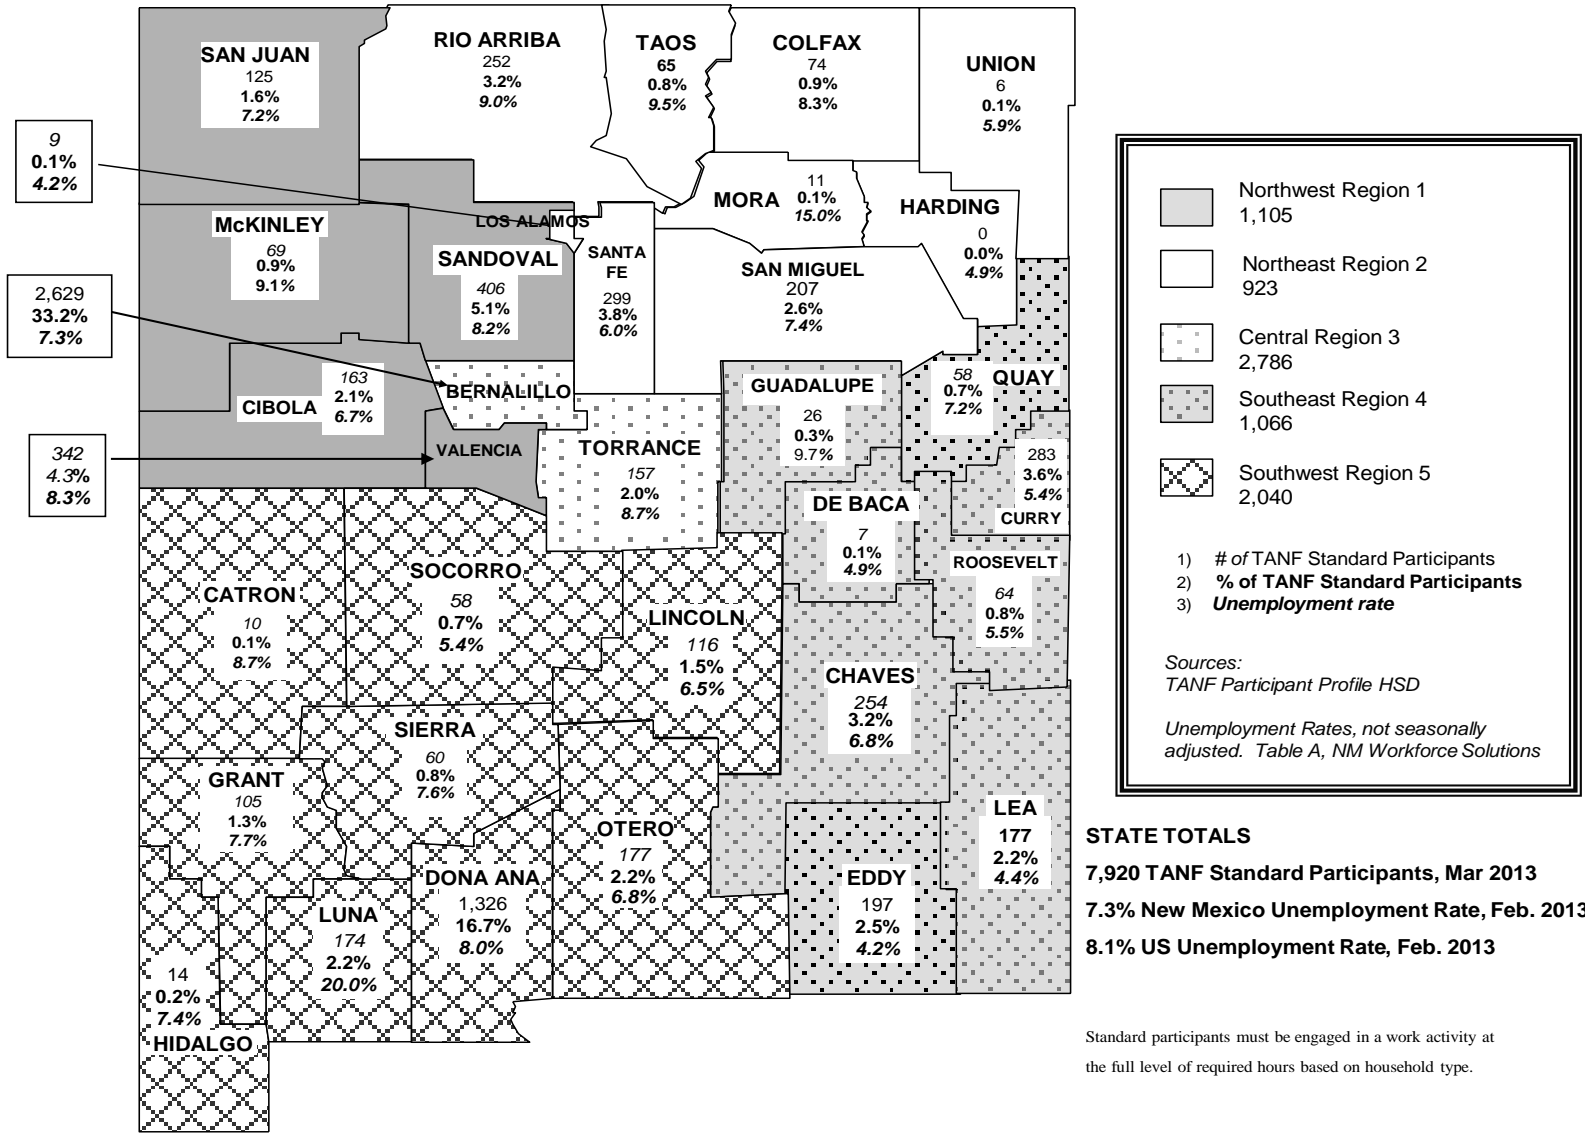 SAN JUAN
125
1.6%
7.2%
RIO ARRIBA
252
3.2%
9.0%
TAOS
65
0.8%
9.5%
COLFAX
74
0.9%
8.3%
UNION
6
0.1%
5.9%
9
0.1%
4.2%
LOS ALAMOS
MORA
11
0.1%
15.0%
HARDING
0
0.0%
4.9%
McKINLEY
69
0.9%
9.1%
SANDOVAL
406
5.1%
8.2%
SANTA
FE
299
3.8%
6.0%
SAN MIGUEL
207
2.6%
7.4%
2,629
33.2%
7.3%
BERNALILLO
CIBOLA
163
2.1%
6.7%
GUADALUPE
26
0.3%
9.7%
QUAY
58
0.7%
7.2%
342
4.3%
8.3%
VALENCIA
TORRANCE
157
2.0%
8.7%
283
3.6%
5.4%
CURRY
DE BACA
7
0.1%
4.9%
ROOSEVELT
64
0.8%
5.5%
CATRON
10
0.1%
8.7%
SOCORRO
58
0.7%
5.4%
LINCOLN
116
1.5%
6.5%
CHAVES
254
3.2%
6.8%
SIERRA
60
0.8%
7.6%
GRANT
105
1.3%
7.7%
OTERO
177
2.2%
6.8%
LEA
177
2.2%
4.4%
EDDY
197
2.5%
4.2%
DONA ANA
1,326
16.7%
8.0%
LUNA
174
2.2%
20.0%
14
0.2%
7.4%
HIDALGO
Northwest Region 1
1,105
Northeast Region 2
923
Central Region 3
2,786
Southeast Region 4
1,066
Southwest Region 5
2,040
1) # of TANF Standard Participants
2) % of TANF Standard Participants
3) Unemployment rate
Sources:
TANF Participant Profile HSD
Unemployment Rates, not seasonally
adjusted. Table A, NM Workforce Solutions
STATE TOTALS
7,920 TANF Standard Participants, Mar 2013
7.3% New Mexico Unemployment Rate, Feb. 2013
8.1% US Unemployment Rate, Feb. 2013
Standard participants must be engaged in a work activity at
the full level of required hours based on household type.